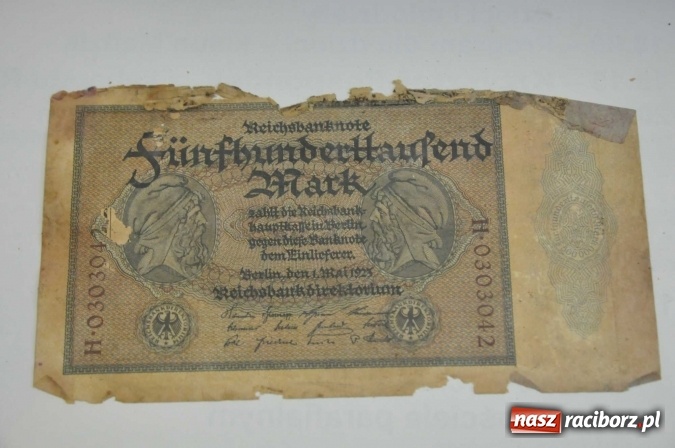 Reichsbanknote
Fünfhunderttausend
Mark
zahlt die Reichsbank-
hauptkasse in Berlin
gegen diese Banknote
dem Einlieferer.
Berlin, den 1. Mai 1923
Reichsbankdirektorium
H·0303042
H·0303042
nasz raciborz.pl